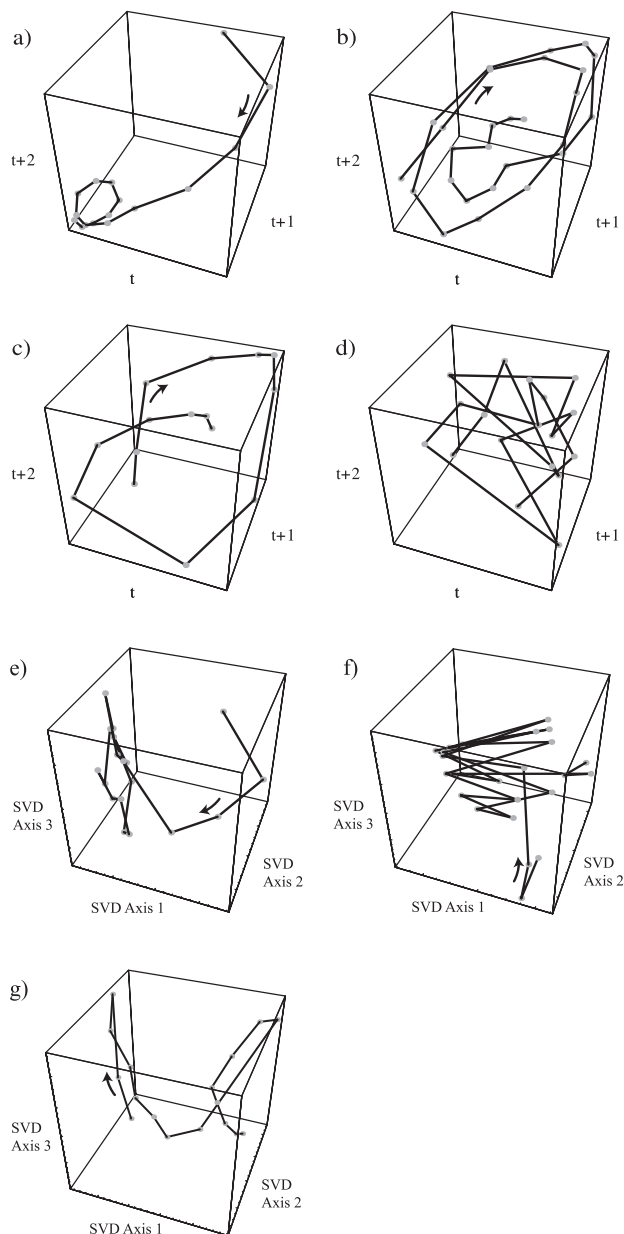 a)
t+2
t+1
t
b)
t+2
t+1
t
c)
t+2
t+1
t
d)
t+2
t+1
t
e)
SVD
Axis 3
SVD
Axis 2
SVD Axis 1
f)
SVD
Axis 3
SVD
Axis 2
SVD Axis 1
g)
SVD
Axis 3
SVD
Axis 2
SVD Axis 1